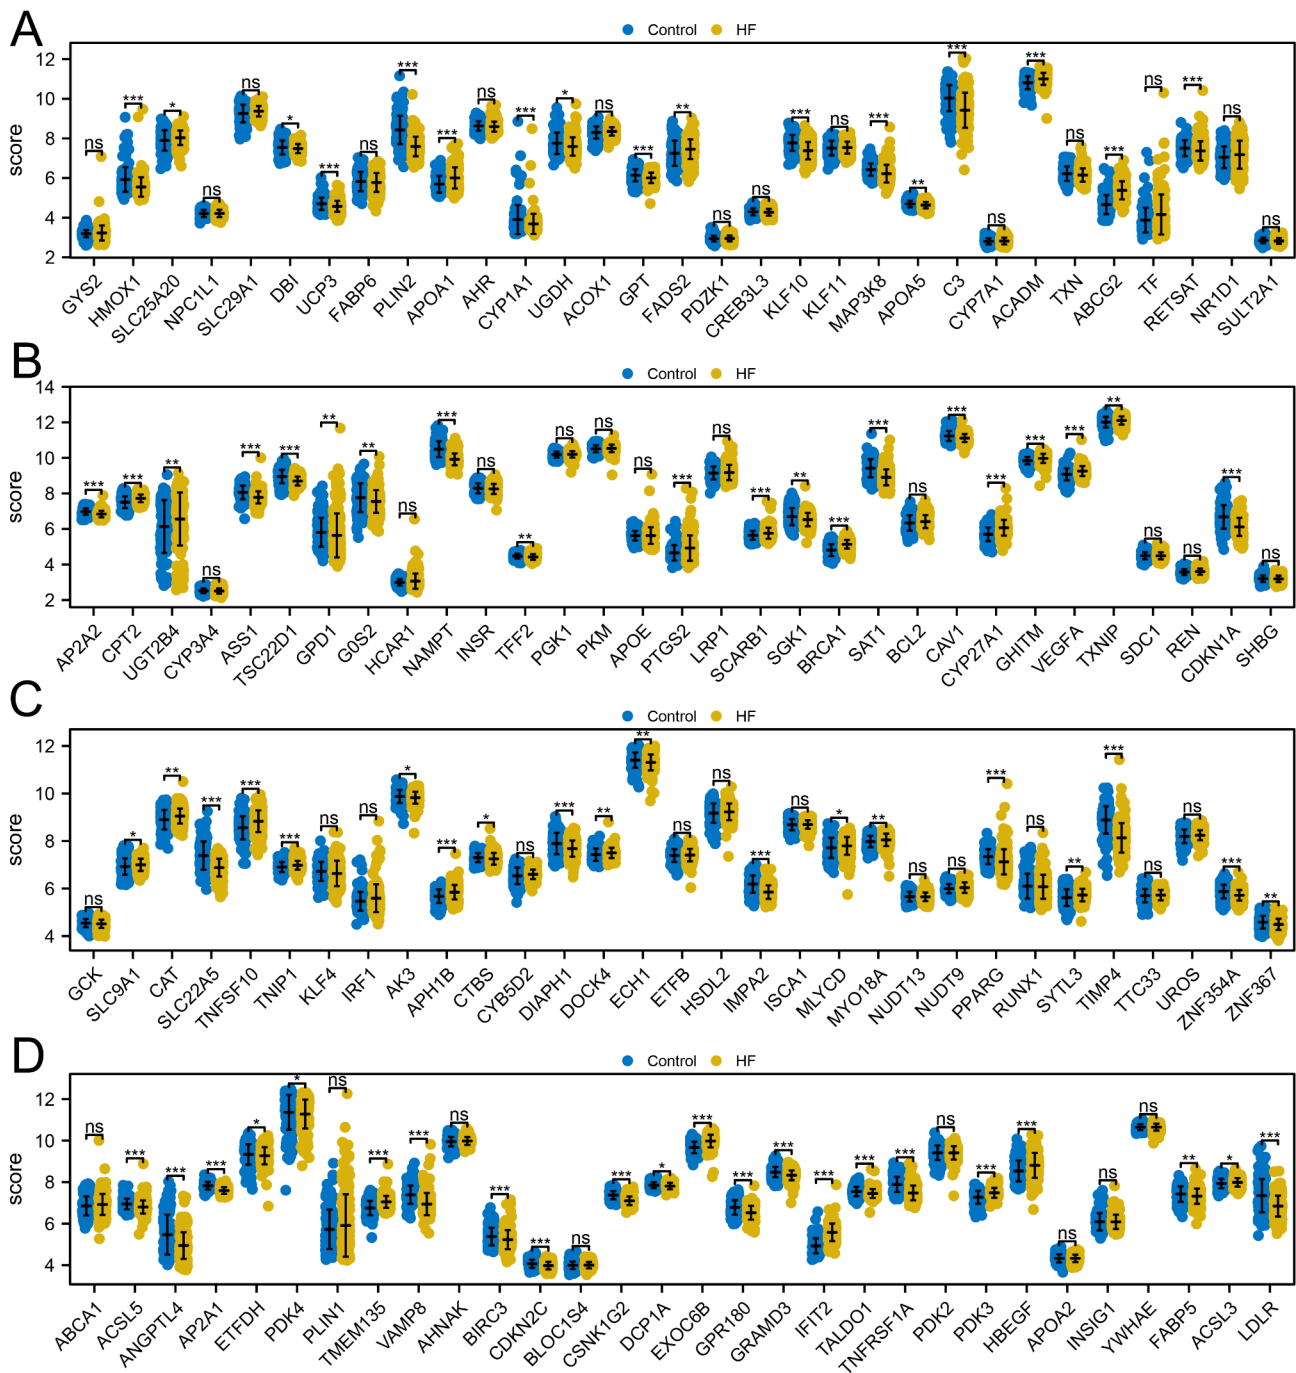 A
Control HF
12
10
8
6
4
2
score
ns *** * ns ns * *** ns *** *** ns *** * ns *** ** ns ns *** ns *** ** *** ns *** ns *** ns *** ns ns
GYS2 HMOX1 SLC25A20 NPC1L1 SLC29A1 DBI UCP3 FABP6 PLIN2 APOA1 AHR CYP1A1 UGDH ACOX1 GPT FADS2 PDZK1 CREB3L3 KLF10 KLF11 MAP3K8 APOA5 C3 CYP7A1 ACADM TXN ABCG2 TF RETSAT NR1D1 SULT2A1
B
Control HF
14
12
10
8
6
4
2
score
*** *** ** ns *** *** ** ** ns *** ns ** ns ns ns *** ns *** ** *** *** ns *** *** *** *** ** ns ns *** ns
AP2A2 CPT2 UGT2B4 CYP3A4 ASS1 TSC22D1 GPD1 G0S2 HCAR1 NAMPT INSR TFF2 PGK1 PKM APOE PTGS2 LRP1 SCARB1 SGK1 BRCA1 SAT1 BCL2 CAV1 CYP27A1 GHITM VEGFA TXNIP SDC1 REN CDKN1A SHBG
C
Control HF
12
10
8
6
4
score
ns * ** *** *** *** ns ns * *** * ns *** ** ** ns ns *** ns * ** ns ns *** ns ** *** ns ns *** **
GCK SLC9A1 CAT SLC22A5 TNFSF10 TNIP1 KLF4 IRF1 AK3 APH1B CTBS CYB5D2 DIAPH1 DOCK4 ECH1 ETFB HSDL2 IMPA2 ISCA1 MLYCD MYO18A NUDT13 NUDT9 PPARG RUNX1 SYTL3 TIMP4 TTC33 UROS ZNF354A ZNF367
D
Control HF
12
10
8
6
4
score
ns *** *** *** * * ns *** *** ns *** *** ns *** * *** *** *** *** *** *** ns *** *** ns ns ns ** * ***
ABCA1 ACSL5 ANGPTL4 AP2A1 ETFDH PDK4 PLIN1 TMEM135 VAMP8 AHNAK BIRC3 CDKN2C BLOC1S4 CSNK1G2 DCP1A EXOC6B GPR180 GRAMD3 IFIT2 TALDO1 TNFRSF1A PDK2 PDK3 HBEGF APOA2 INSIG1 YWHAE FABP5 ACSL3 LDLR